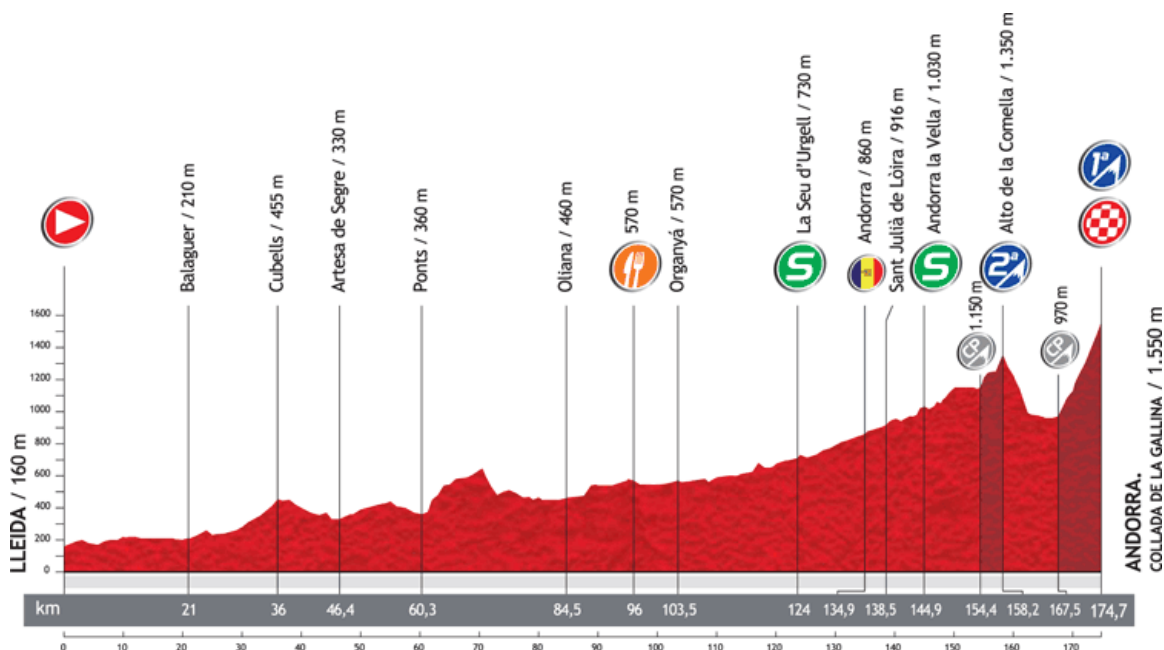 Balaguer / 210 m
Cubells / 455 m
Artesa de Segre / 330 m
Ponts / 360 m
Oliana / 460 m
570 m
Organyá / 570 m
La Seu d'Urgell / 730 m
S
Andorra / 860 m
Sant Julià de Lòira / 916 m
Andorra la Vella / 1.030 m
S
Alto de la Comella / 1.350 m
2ª
1ª
CP
1.150 m
CP
970 m
1600
1400
1200
1000
800
600
400
200
0
LLEIDA / 160 m
ANDORRA.
COLLADA DE LA GALLINA / 1.550 m
km 21 36 46,4 60,3 84,5 96 103,5 124 134,9 138,5 144,9 154,4 158,2 167,5 174,7
0 10 20 30 40 50 60 70 80 90 100 110 120 130 140 150 160 170